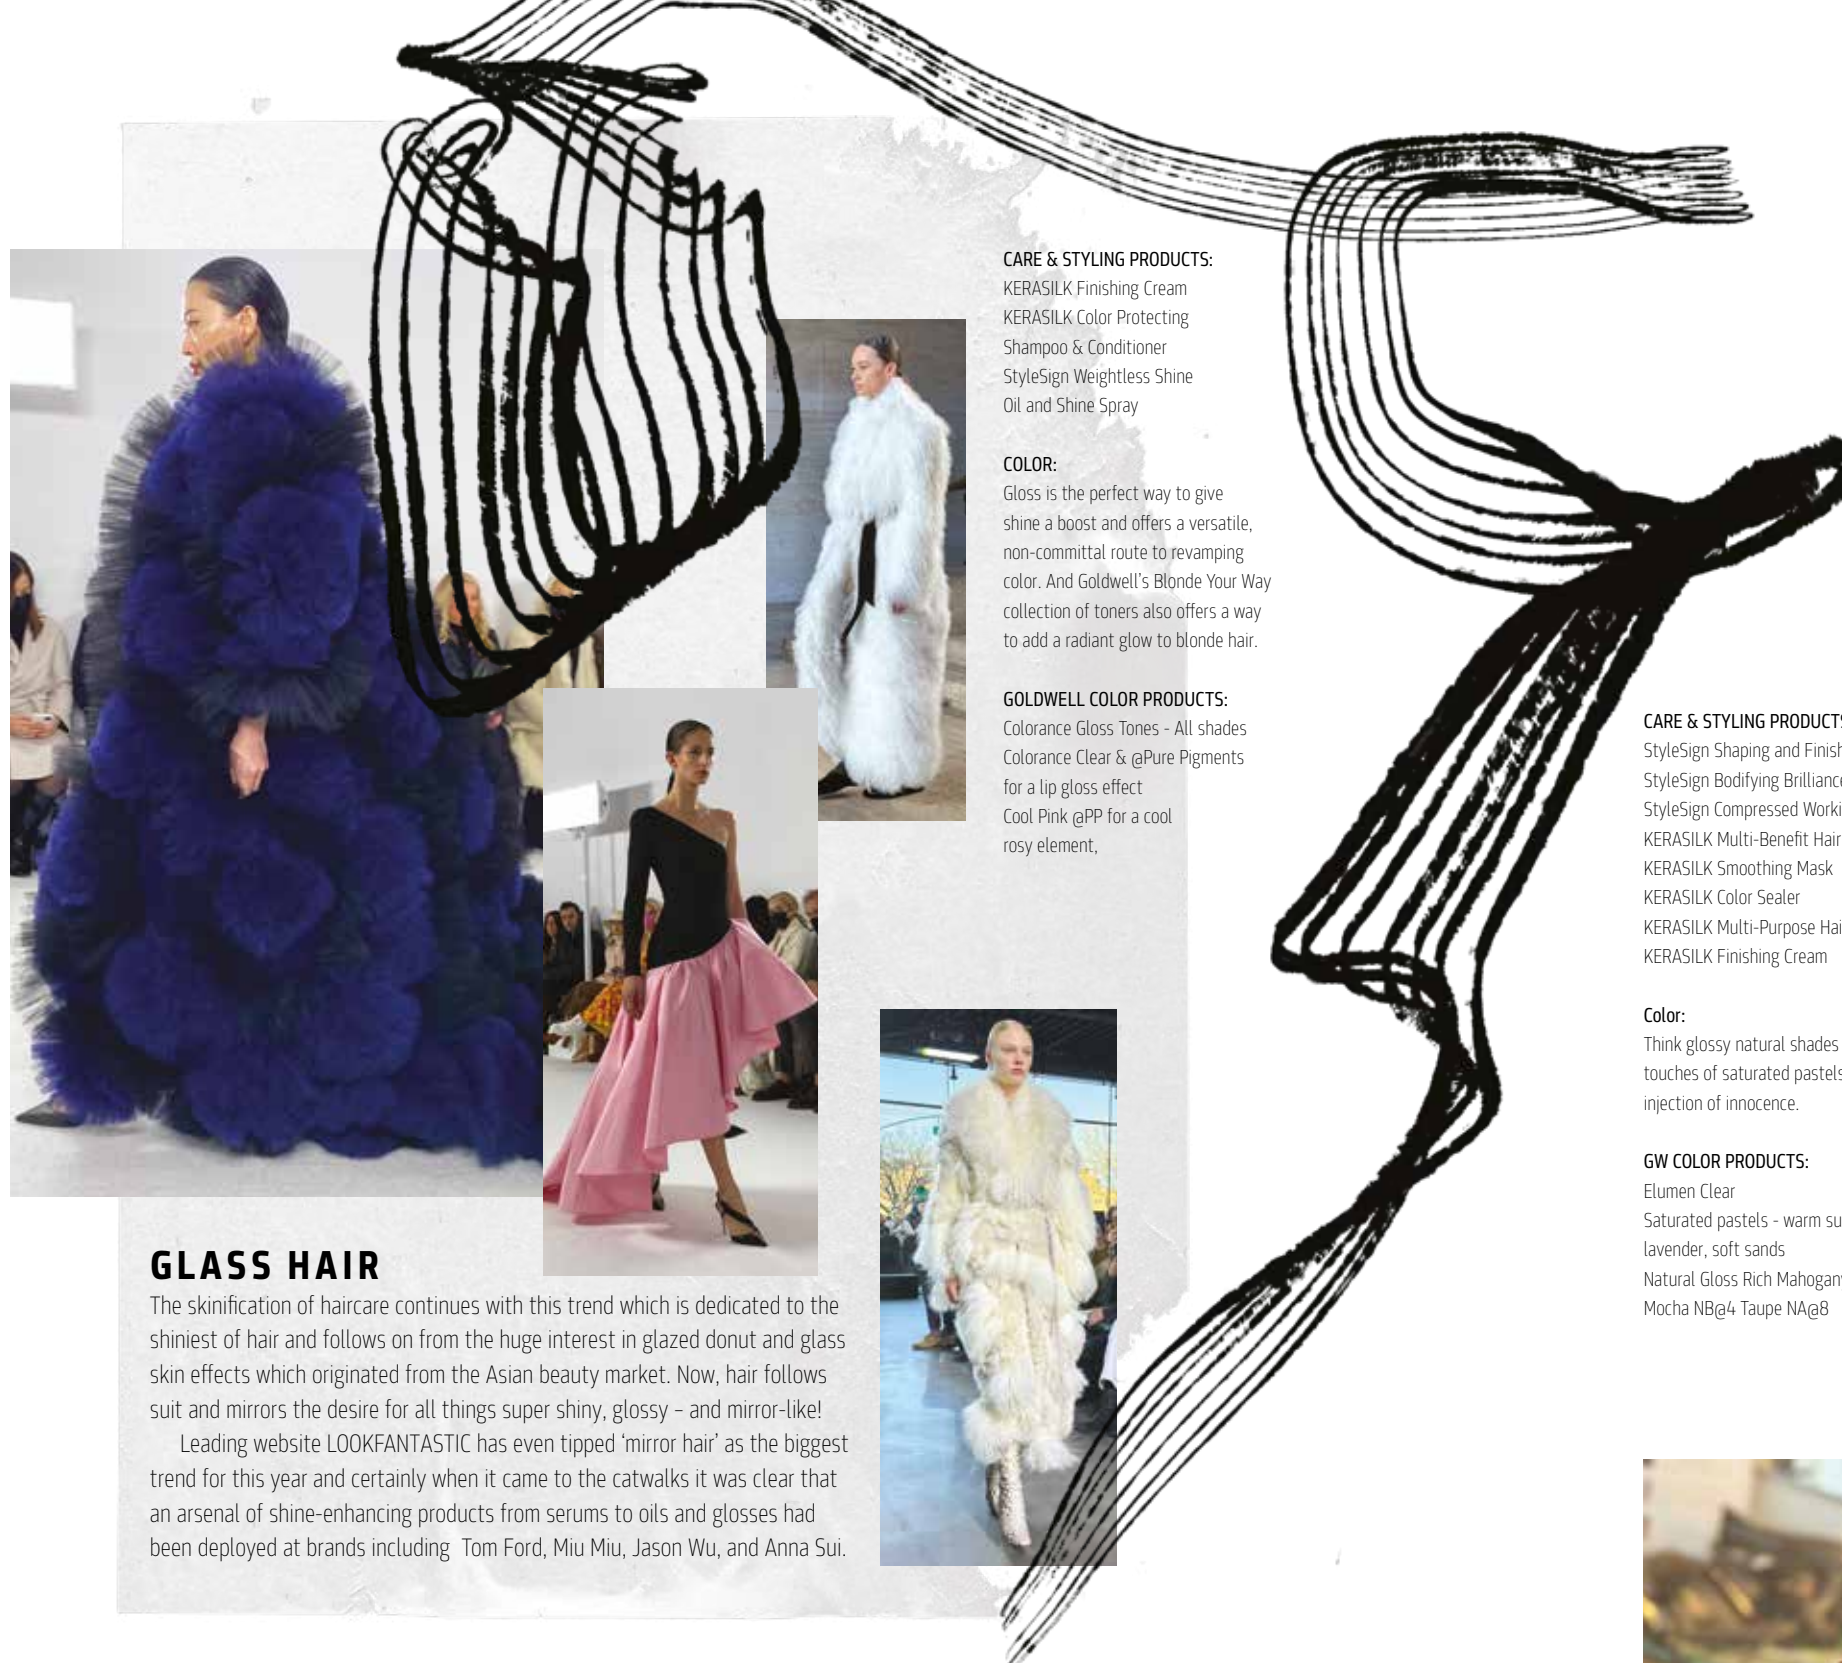 CARE & STYLING PRODUCTS:
KERASILK Finishing Cream
KERASILK Color Protecting
Shampoo & Conditioner
StyleSign Weightless Shine
Oil and Shine Spray
COLOR:
Gloss is the perfect way to give
shine a boost and offers a versatile,
non-committal route to revamping
color. And Goldwell's Blonde Your Way
collection of toners also offers a way
to add a radiant glow to blonde hair.
GOLDWELL COLOR PRODUCTS:
Colorance Gloss Tones - All shades
Colorance Clear & @Pure Pigments
for a lip gloss effect
Cool Pink @PP for a cool
rosy element,
GLASS HAIR
The skinification of haircare continues with this trend which is dedicated to the
shiniest of hair and follows on from the huge interest in glazed donut and glass
skin effects which originated from the Asian beauty market. Now, hair follows
suit and mirrors the desire for all things super shiny, glossy – and mirror-like!
Leading website LOOKFANTASTIC has even tipped ‘mirror hair’ as the biggest
trend for this year and certainly when it came to the catwalks it was clear that
an arsenal of shine-enhancing products from serums to oils and glosses had
been deployed at brands including  Tom Ford, Miu Miu, Jason Wu, and Anna Sui.
CARE & STYLING
StyleSign Shaping and
StyleSign Bodifying
StyleSign Compressed
KERASILK Multi-Benefit Hair
KERASILK Smoothing Mask
KERASILK Color Sealer
KERASILK Multi-Purpose
KERASILK Finishing Cream
Color:
Think glossy natural shades
touches of saturated
injection of innocence.
GW COLOR PRODUCTS:
Elumen Clear
Saturated pastels - warm
lavender, soft sands
Natural Gloss Rich
Mocha NB@4 Taupe NA@8